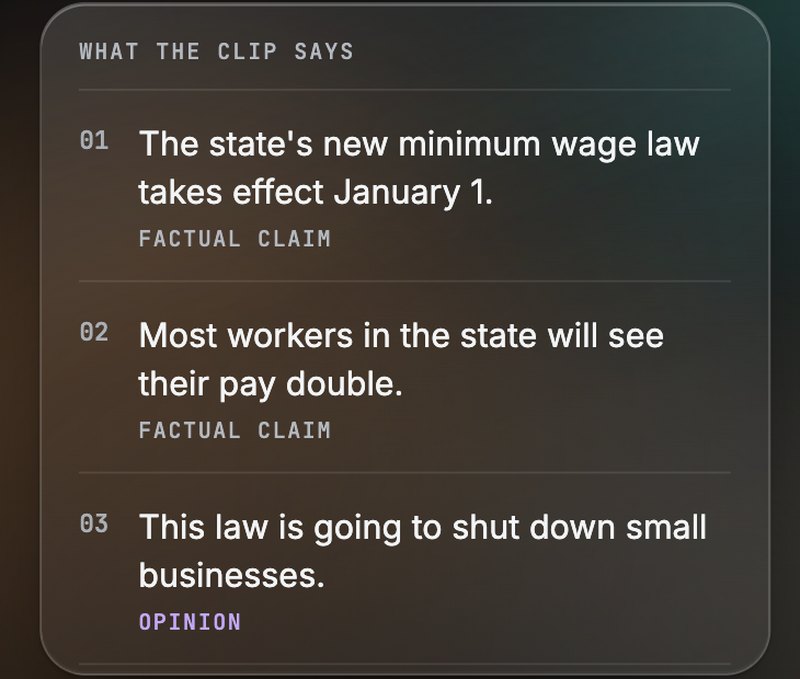 WHAT THE CLIP SAYS
01 The state's new minimum wage law
takes effect January 1.
FACTUAL CLAIM
02 Most workers in the state will see
their pay double.
FACTUAL CLAIM
03 This law is going to shut down small
businesses.
OPINION